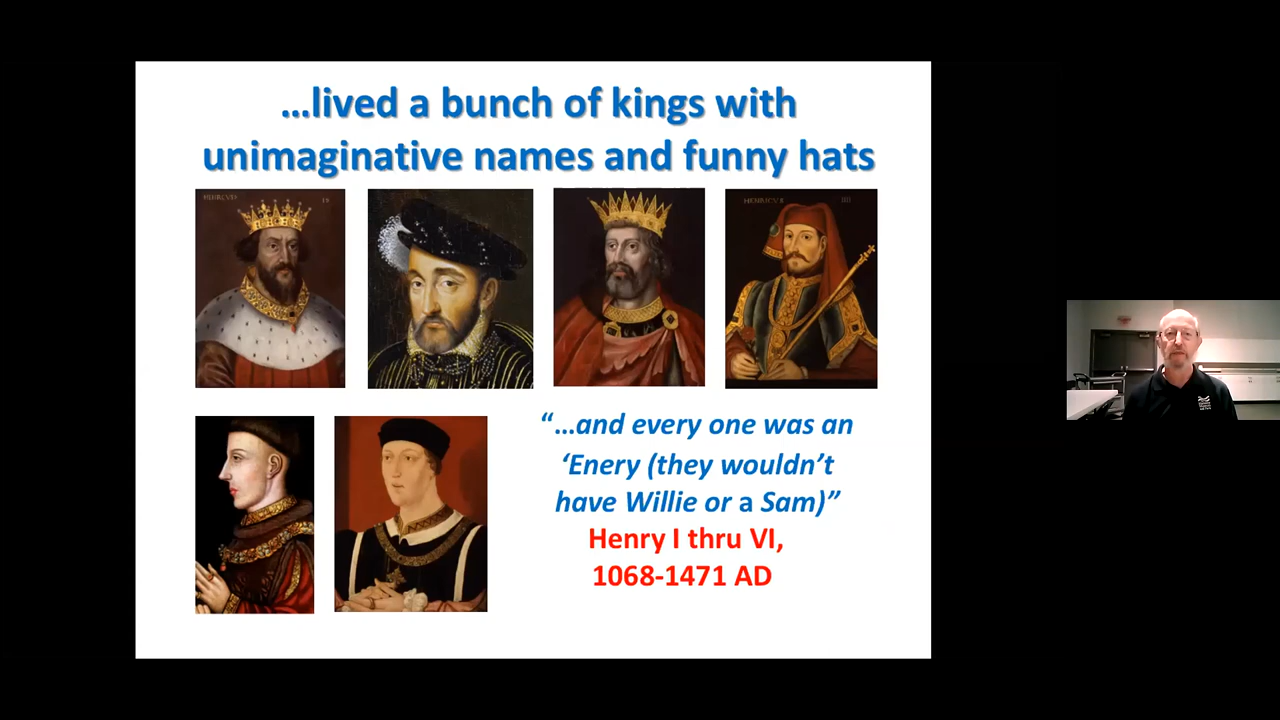 …lived a bunch of kings with
unimaginative names and funny hats
“…and every one was an
‘Enery (they wouldn’t
have Willie or a Sam)”
Henry I thru VI,
1068-1471 AD